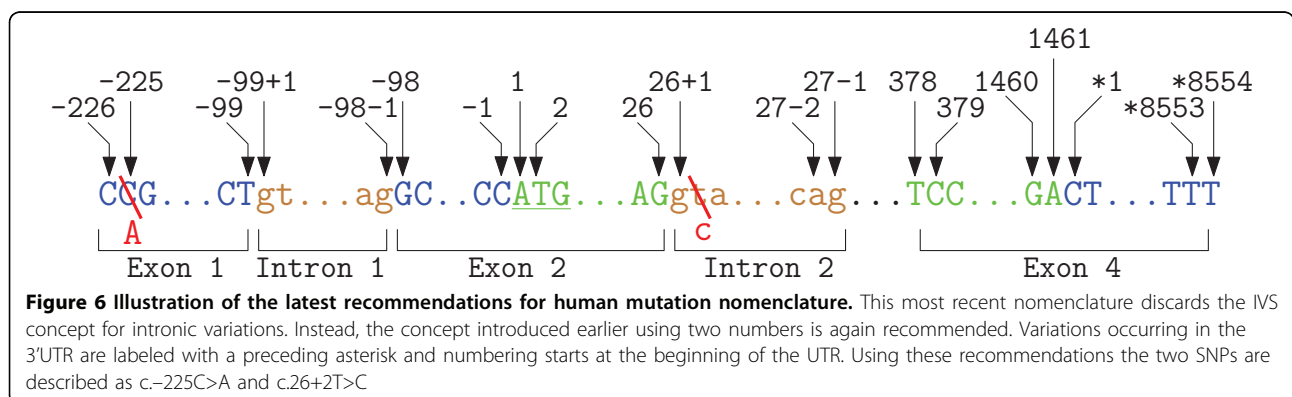 1461
-225 -99+1 -98 1 26+1 27-1 378 1460 *1 *8554
-226 -99 -98-1 -1 2 26 27-2 379 *8553
CCG...CTgt...agGC..CCATG...AGgta...cag...TCC...GACT...TTT
A c
Exon 1 Intron 1 Exon 2 Intron 2 Exon 4
Figure 6 Illustration of the latest recommendations for human mutation nomenclature. This most recent nomenclature discards the IVS
concept for intronic variations. Instead, the concept introduced earlier using two numbers is again recommended. Variations occurring in the
3'UTR are labeled with a preceding asterisk and numbering starts at the beginning of the UTR. Using these recommendations the two SNPs are
described as c.–225C>A and c.26+2T>C